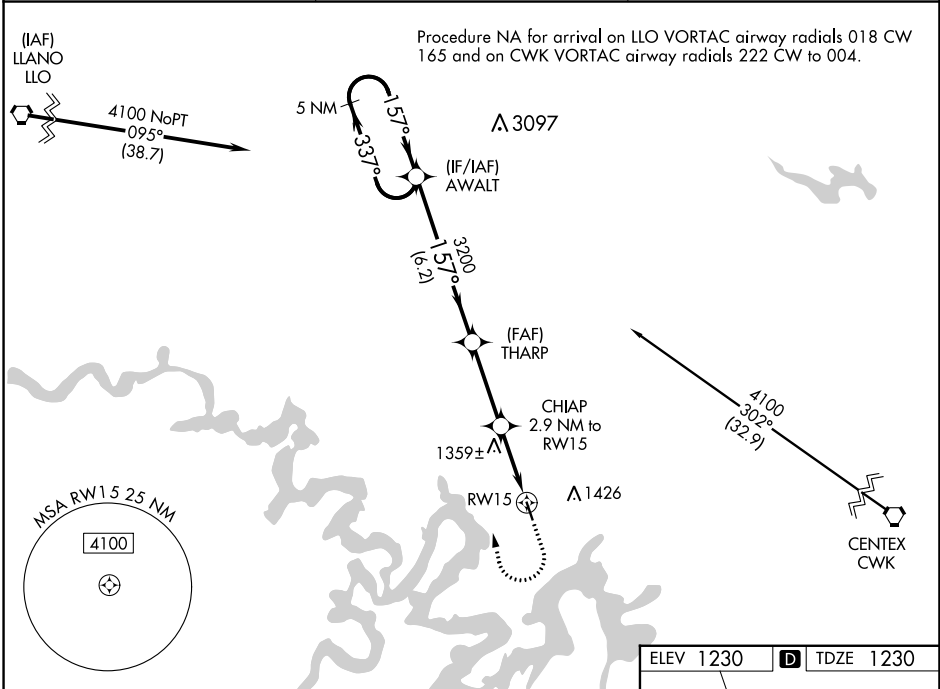 Procedure NA for arrival on LLO VORTAC airway radials 018 CW
165 and on CWK VORTAC airway radials 222 CW to 004.
(IAF)
LLANO
LLO
4100 NoPT
095°
(38.7)
5 NM
157°
337°
3097
(IF/IAF)
AWALT
3200
157°
(6.2)
(FAF)
THARP
4100
302°
(32.9)
CHIAP
2.9 NM to
RW15
1359±
RW15
1426
CENTEX
CWK
MSA RW15 25 NM
4100
ELEV 1230 D TDZE 1230